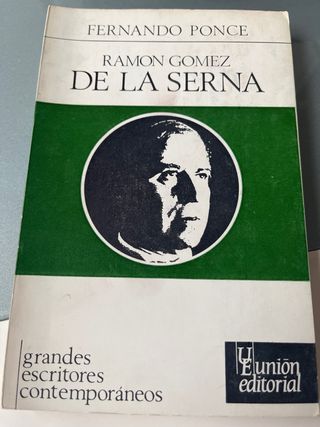 FERNANDO PONCE
RAMON GOMEZ
DE LA SERNA
grandes
escritores
contemporáneos
UE unión
editorial